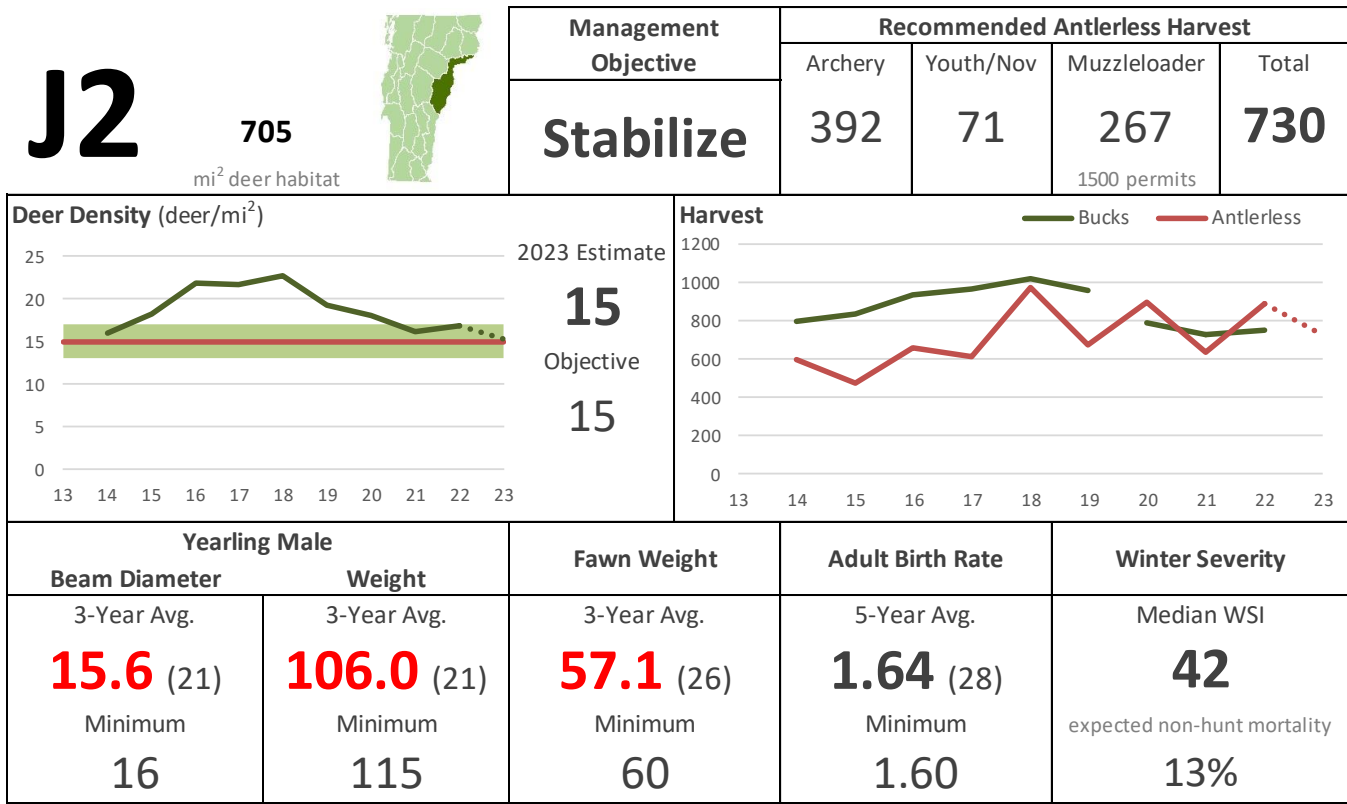 J2
705
mi² deer habitat
Management
Objective
Stabilize
Recommended Antlerless Harvest
Archery Youth/Nov Muzzleloader Total
392 71 267 730
1500 permits
Deer Density (deer/mi²)
25
20
15
10
5
0
13 14 15 16 17 18 19 20 21 22 23
2023 Estimate
15
Objective
15
Harvest
Bucks Antlerless
1200
1000
800
600
400
200
0
13 14 15 16 17 18 19 20 21 22 23
Yearling Male
Beam Diameter Weight
Fawn Weight
Adult Birth Rate
Winter Severity
3-Year Avg. 3-Year Avg. 3-Year Avg. 5-Year Avg. Median WSI
15.6 (21) 106.0 (21) 57.1 (26) 1.64 (28) 42
Minimum Minimum Minimum Minimum expected non-hunt mortality
16 115 60 1.60 13%